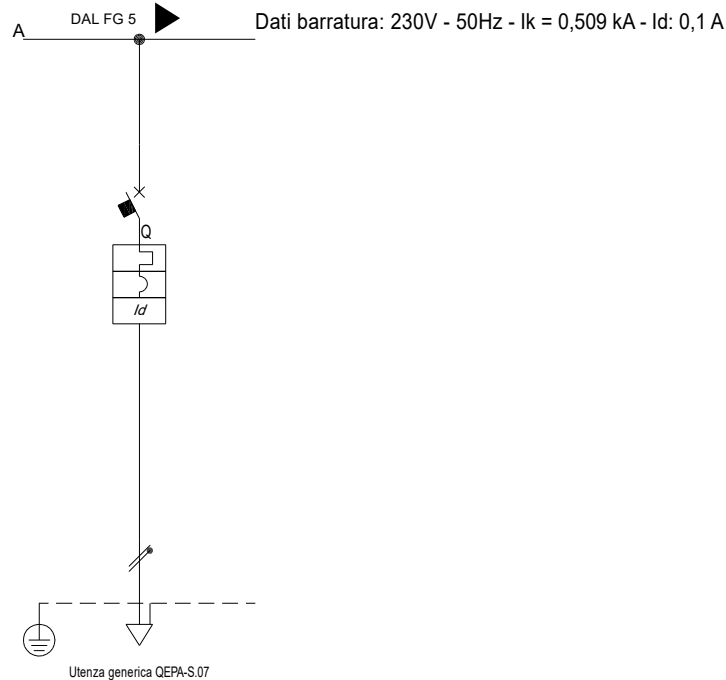 DAL FG 5
Dati barratura: 230V - 50Hz - Ik = 0,509 kA - Id: 0,1 A
A
Q
Id
Utenza generica QEPA-S.07